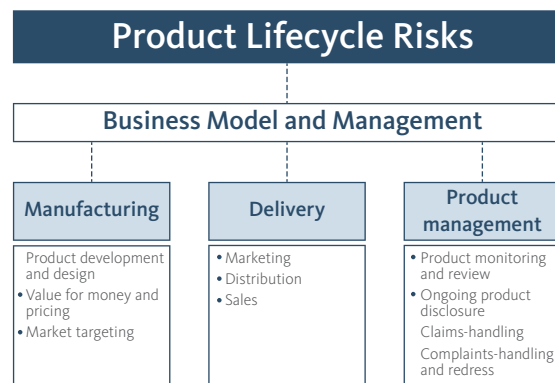 Product Lifecycle Risks
Business Model and Management
Manufacturing
Product development
and design
• Value for money and
pricing
• Market targeting
Delivery
• Marketing
• Distribution
• Sales
Product
management
• Product monitoring
and review
• Ongoing product
disclosure
Claims-handling
Complaints-handling
and redress